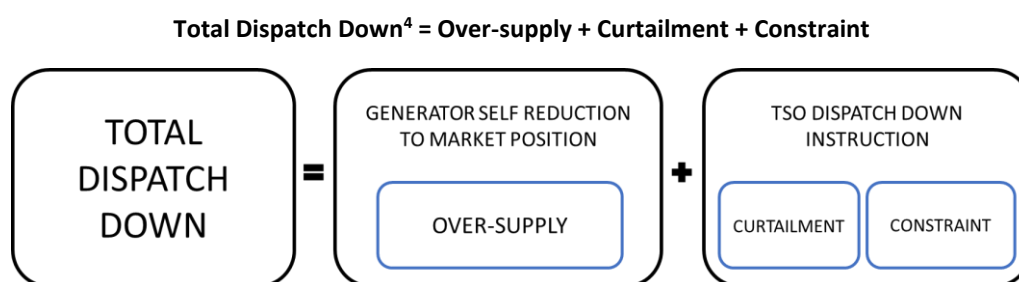 Total Dispatch Down⁴ = Over-supply + Curtailment + Constraint
TOTAL
DISPATCH
DOWN
=
GENERATOR SELF REDUCTION
TO MARKET POSITION
OVER-SUPPLY
+
TSO DISPATCH DOWN
INSTRUCTION
CURTAILMENT
CONSTRAINT